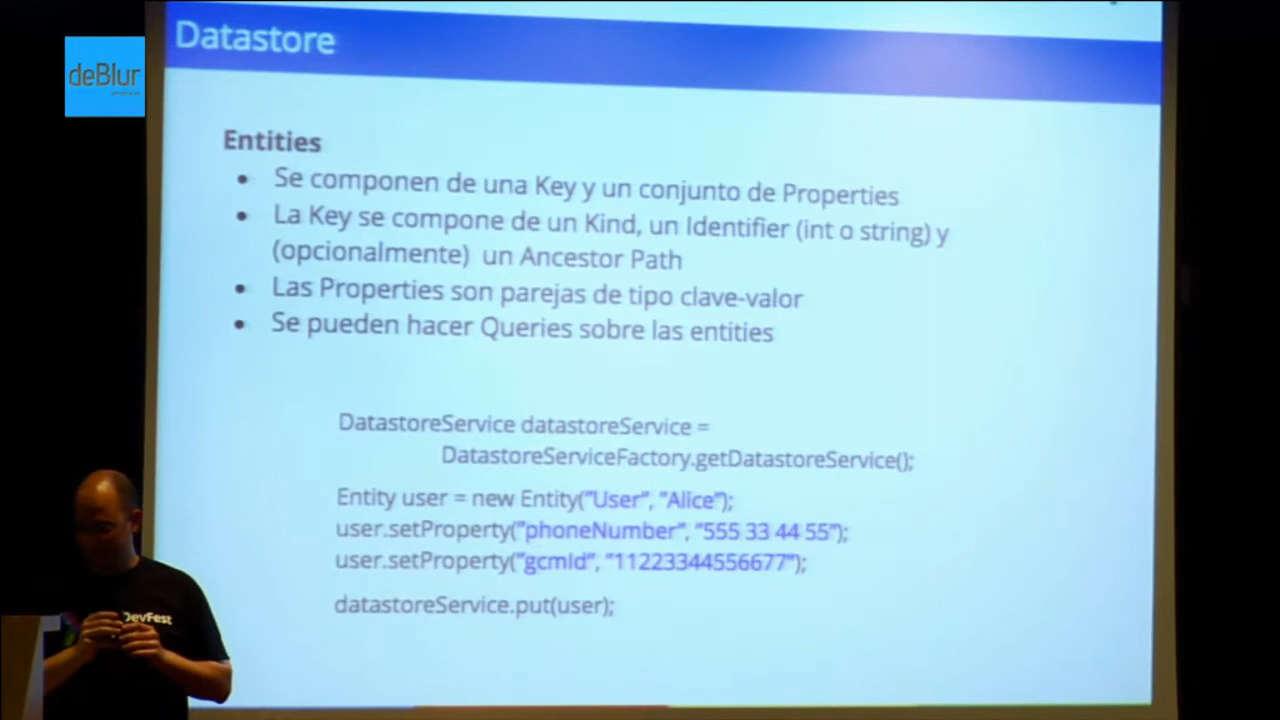 Datastore
deBlur
Entities
• Se componen de una Key y un conjunto de Properties
• La Key se compone de un Kind, un Identifier (int o string) y
(opcionalmente) un Ancestor Path
• Las Properties son parejas de tipo clave-valor
• Se pueden hacer Queries sobre las entities
DatastoreService datastoreService =
DatastoreServiceFactory.getDatastoreService();
Entity user = new Entity("User", "Alice");
user.setProperty("phoneNumber", "555 33 44 55");
user.setProperty("gcmId", "11223344556677");
datastoreService.put(user);
DevFest